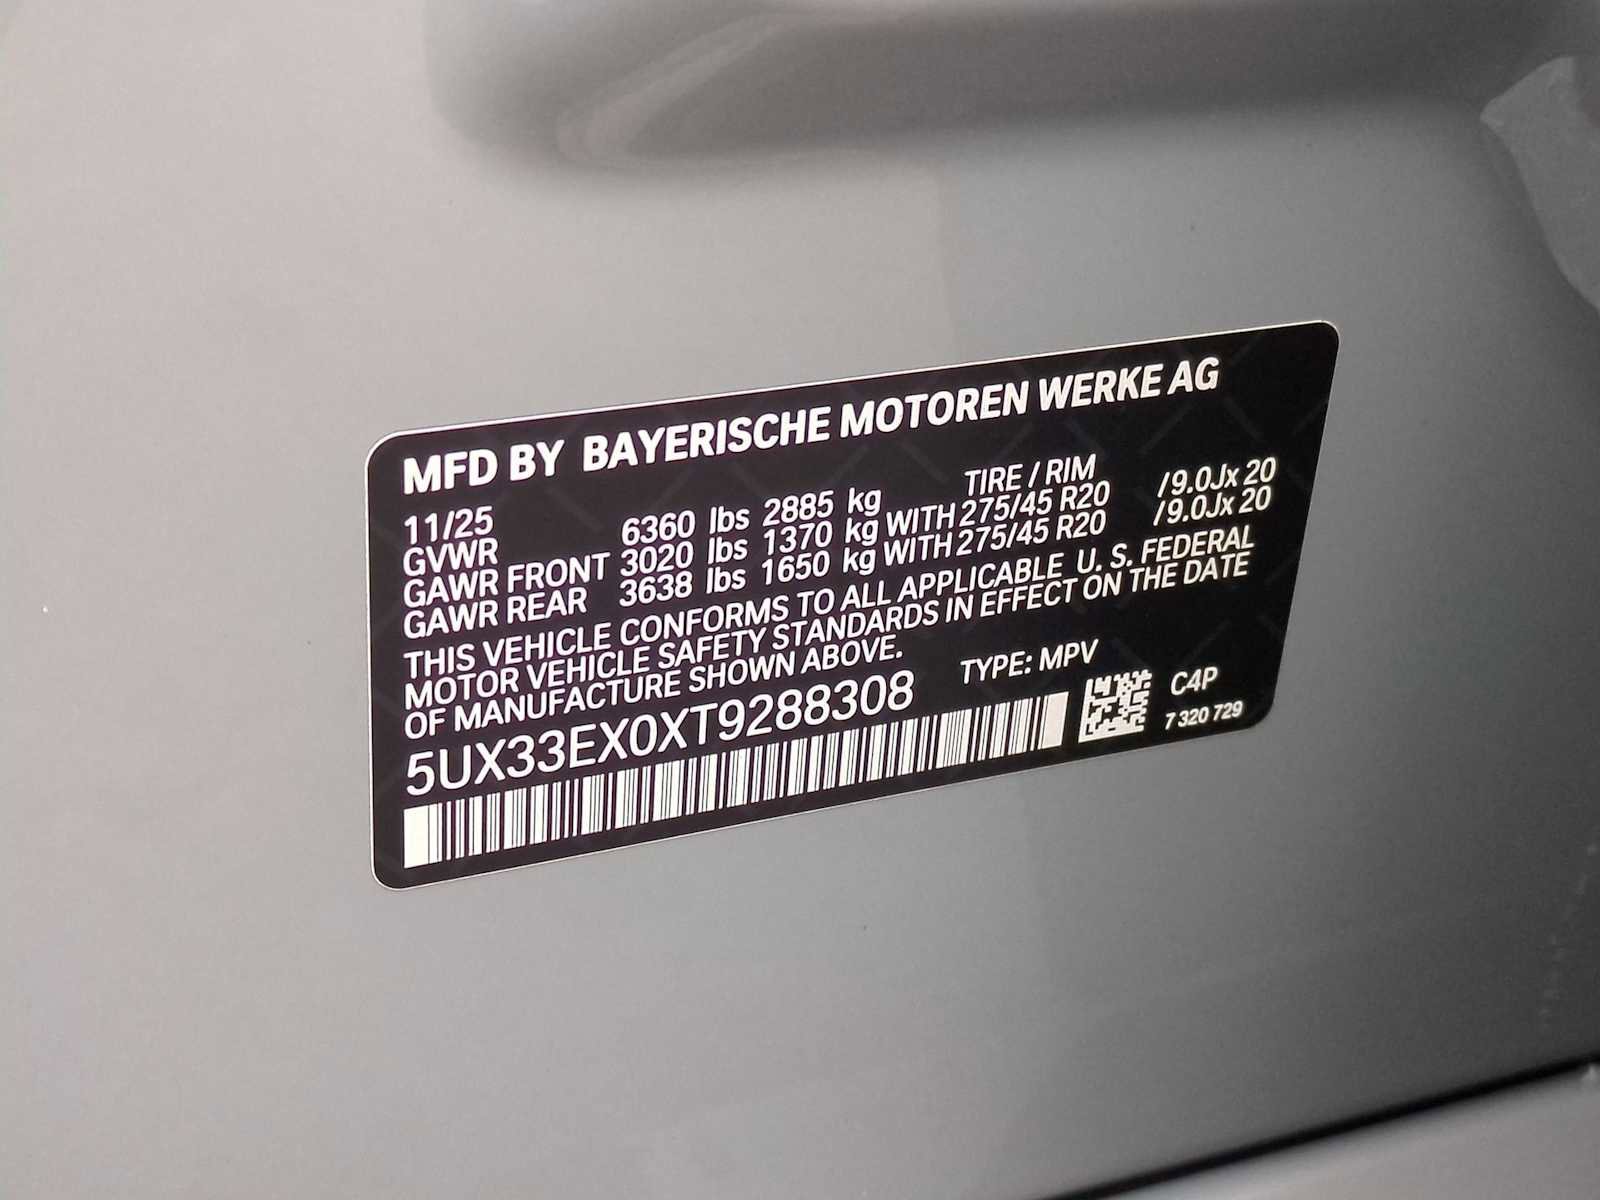 MFD BY BAYERISCHE MOTOREN WERKE AG
11/25 TIRE / RIM
GVWR 6360 lbs 2885 kg
GAWR FRONT 3020 lbs 1370 kg WITH 275/45 R20 / 9.0Jx 20
GAWR REAR 3638 lbs 1650 kg WITH 275/45 R20 / 9.0Jx 20
THIS VEHICLE CONFORMS TO ALL APPLICABLE U. S. FEDERAL
MOTOR VEHICLE SAFETY STANDARDS IN EFFECT ON THE DATE
OF MANUFACTURE SHOWN ABOVE.
5UX33EX0XT9288308 TYPE: MPV
C4P
7 320 729